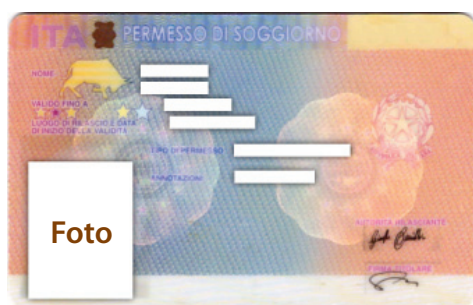 ITA PERMESSO DI SOGGIORNO
NOME
VALIDO FINO A
LUOGO DI RILASCIO E DATA
DI INIZIO DELLA VALIDITÀ
TIPO DI PERMESSO
ANNOTAZIONI
Foto
AUTORITÀ RILASCIANTE
FIRMA TITOLARE